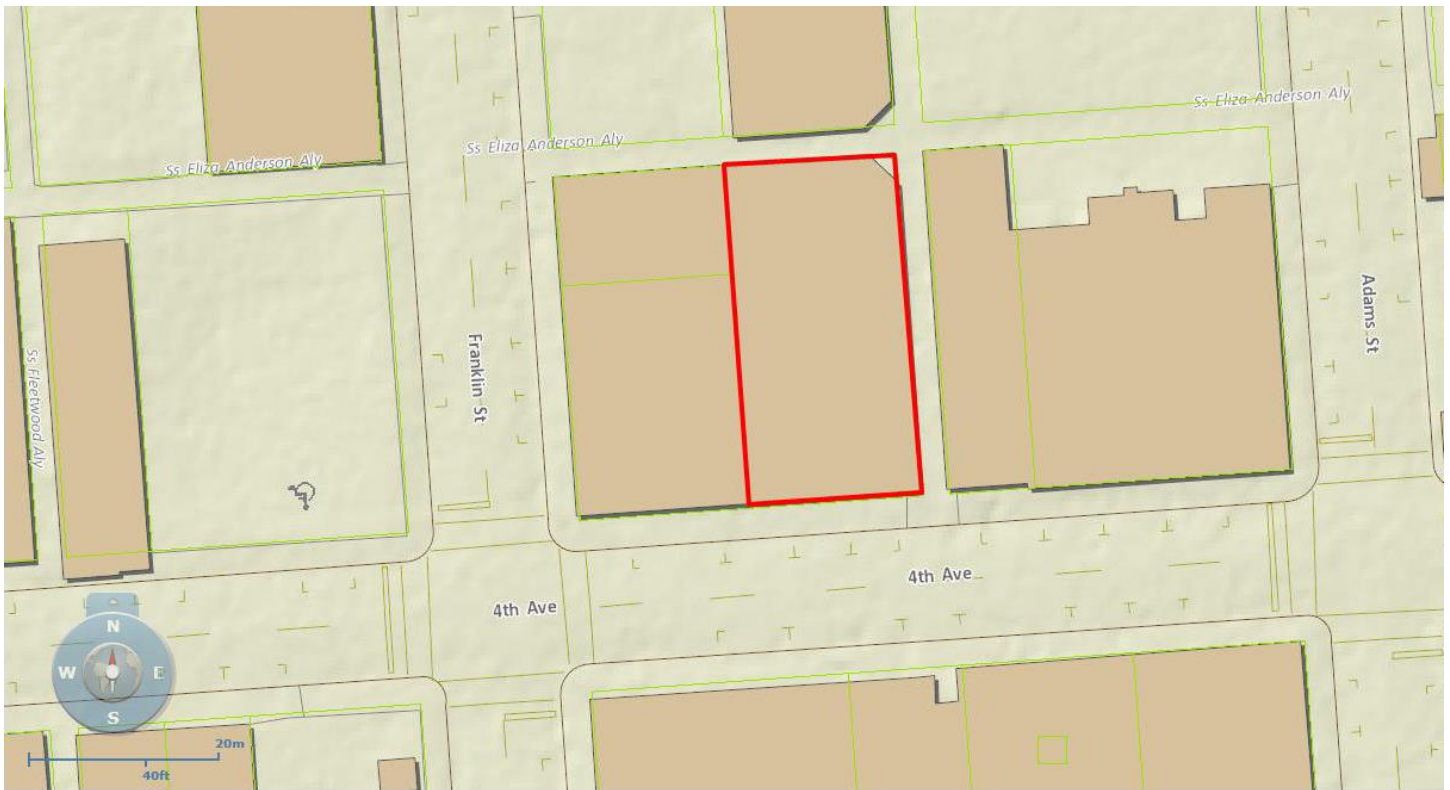 Ss Eliza Anderson Aly
Ss Eliza Anderson Aly
Ss Eliza Anderson Aly
Franklin St
Adams St
Ss Fleetwood Aly
4th Ave
4th Ave
N
W
E
S
20m
40ft